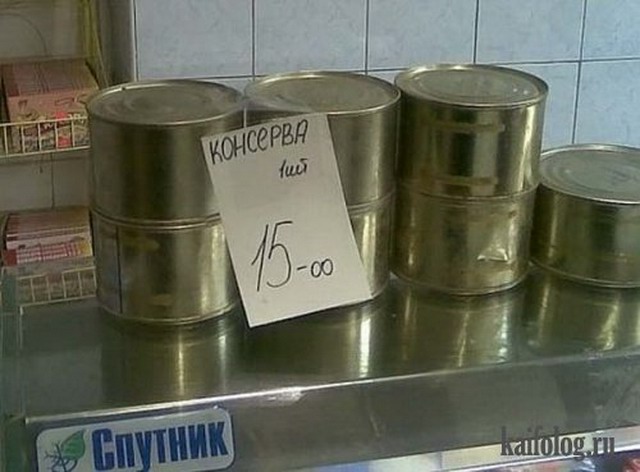 КОНСЕРВА
1шт
15-00
Спутник
kaifolog.ru